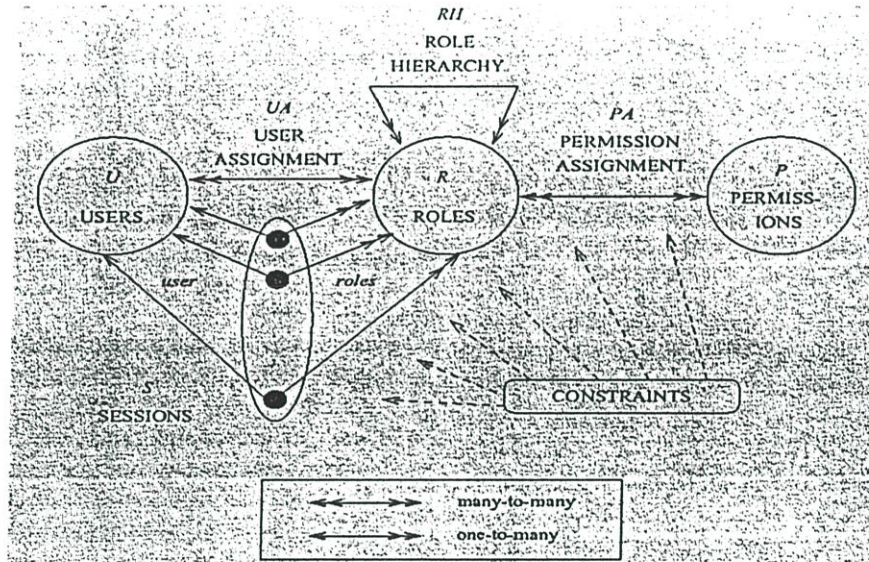 RH
ROLE
HIERARCHY
UA
USER
ASSIGNMENT
PA
PERMISSION
ASSIGNMENT
U
USERS
R
ROLES
P
PERMISS-
IONS
user
roles
S
SESSIONS
CONSTRAINTS
many-to-many
one-to-many